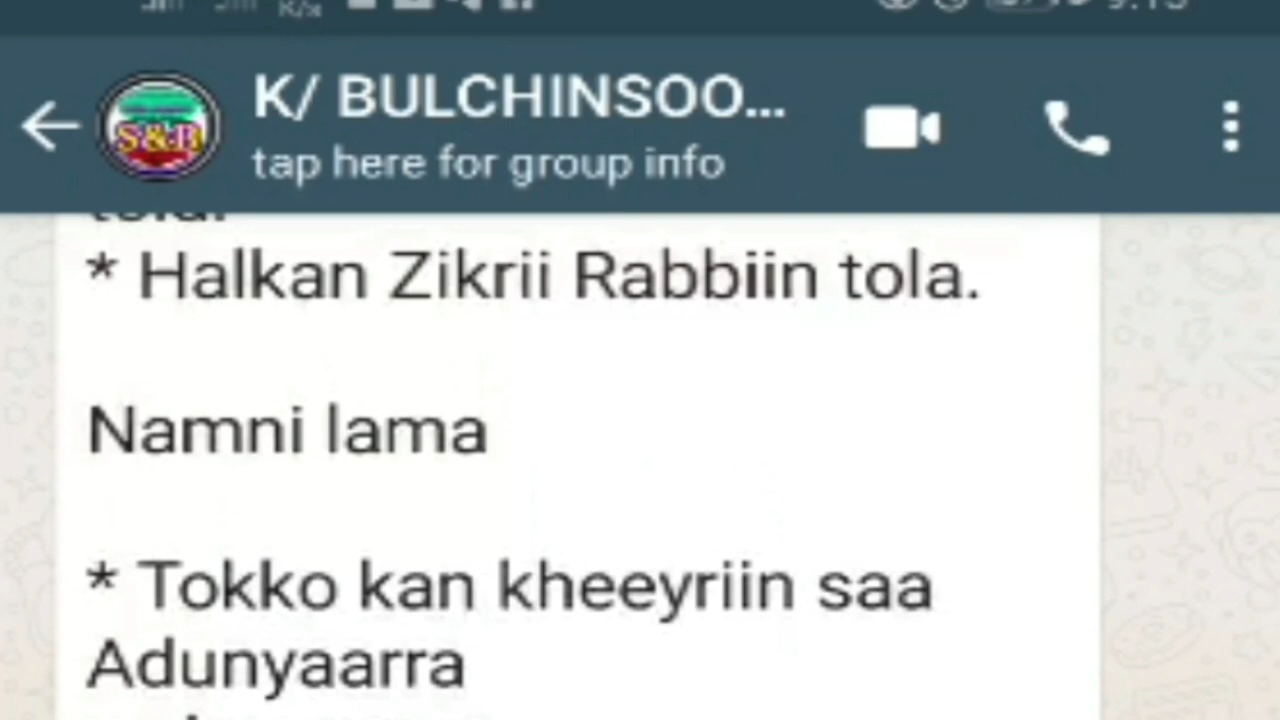 K/ BULCHINSOO...
S&B
tap here for group info
* Halkan Zikrii Rabbiin tola.
Namni lama
* Tokko kan kheeyriin saa
Adunyaarra